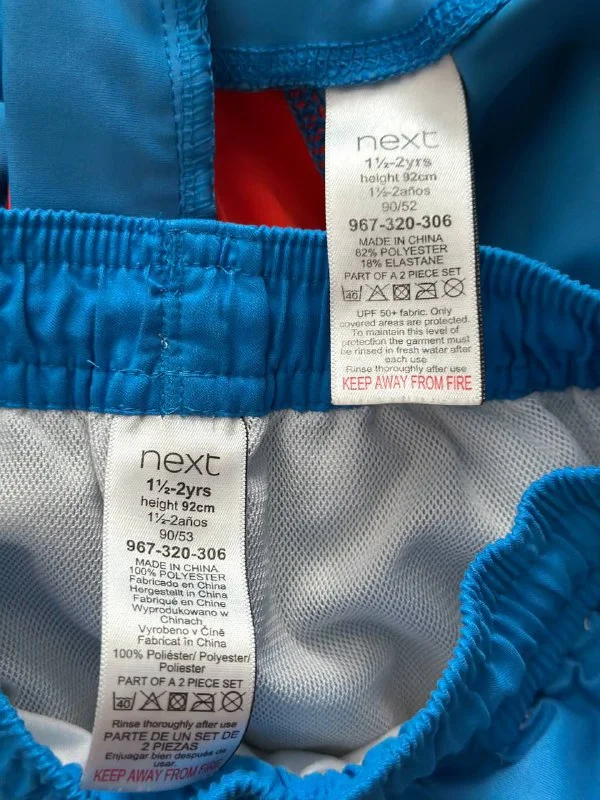 next
1½-2yrs
height 92cm
1½-2años
90/52
967-320-306
MADE IN CHINA
82% POLYESTER
18% ELASTANE
PART OF A 2 PIECE SET
40
UPF 50+ fabric. Only
covered areas are protected.
To maintain this level of
protection the garment must
be rinsed in fresh water after
each use
Rinse thoroughly after use
KEEP AWAY FROM FIRE
next
1½-2yrs
height 92cm
1½-2años
90/53
967-320-306
MADE IN CHINA
100% POLYESTER
Fabricado en China
Hergestellt in China
Fabriqué en Chine
Wyprodukowano w
Chinach
Vyrobeno v Číně
Fabricat în China
100% Poliéster/ Polyester/
Poliester
PART OF A 2 PIECE SET
40
Rinse thoroughly after use
PARTE DE UN SET DE
2 PIEZAS
Enjuagar bien después de
usar.
KEEP AWAY FROM FIRE